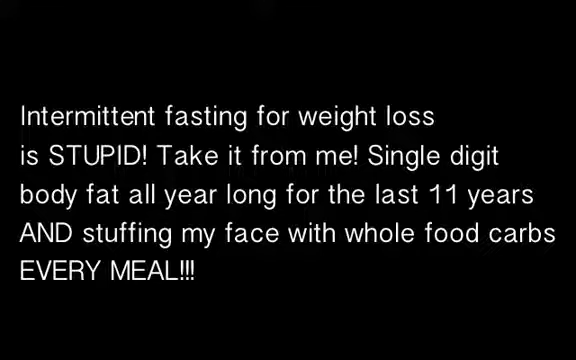 Intermittent fasting for weight loss
is STUPID! Take it from me! Single digit
body fat all year long for the last 11 years
AND stuffing my face with whole food carbs
EVERY MEAL!!!